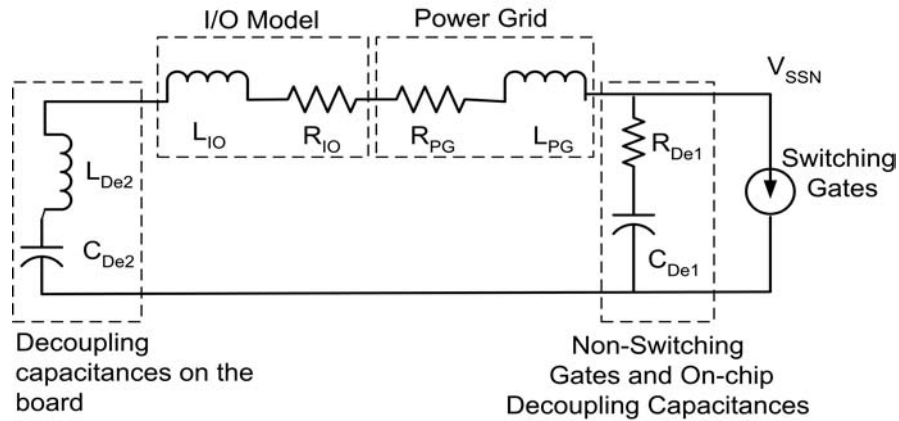 I/O Model
Power Grid
V_SSN
L_IO
R_IO
R_PG
L_PG
R_De1
Switching
Gates
L_De2
C_De2
C_De1
Decoupling
capacitances on the
board
Non-Switching
Gates and On-chip
Decoupling Capacitances